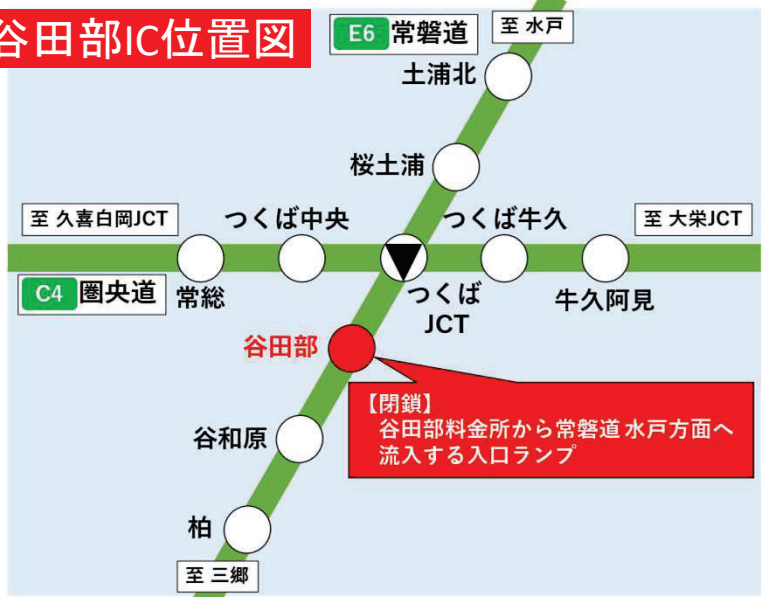 谷田部IC位置図
E6 常磐道
至 水戸
土浦北
桜土浦
至 久喜白岡JCT
つくば中央
つくば牛久
至 大栄JCT
C4 圏央道
常総
つくば
JCT
牛久阿見
谷田部
【閉鎖】
谷田部料金所から常磐道 水戸方面へ
流入する入口ランプ
谷和原
柏
至 三郷